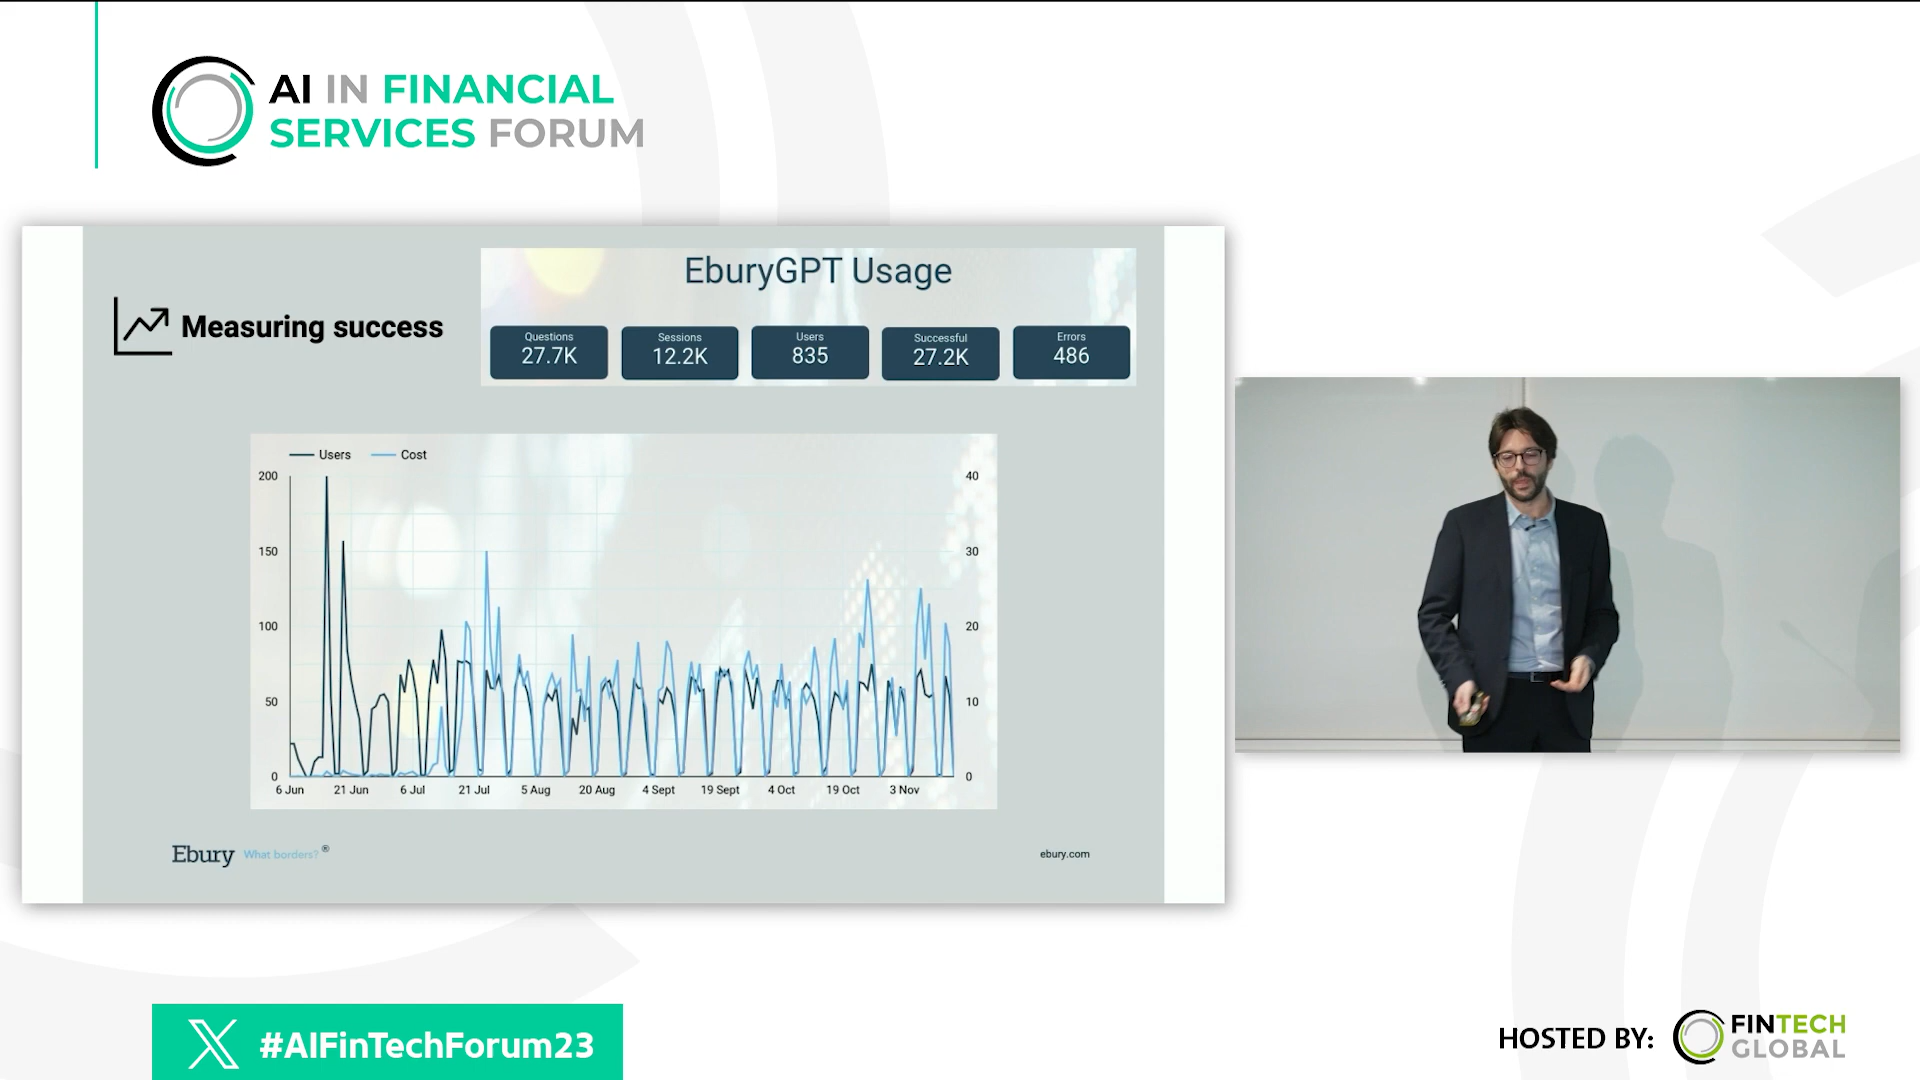 AI IN FINANCIAL
SERVICES FORUM
Measuring success
EburyGPT Usage
Questions
27.7K
Sessions
12.2K
Users
835
Successful
27.2K
Errors
486
Users
Cost
200
150
100
50
0
40
30
20
10
0
6 Jun
21 Jun
6 Jul
21 Jul
5 Aug
20 Aug
4 Sept
19 Sept
4 Oct
19 Oct
3 Nov
Ebury What borders?®
ebury.com
X #AIFinTechForum23
HOSTED BY:
FINTECH
GLOBAL